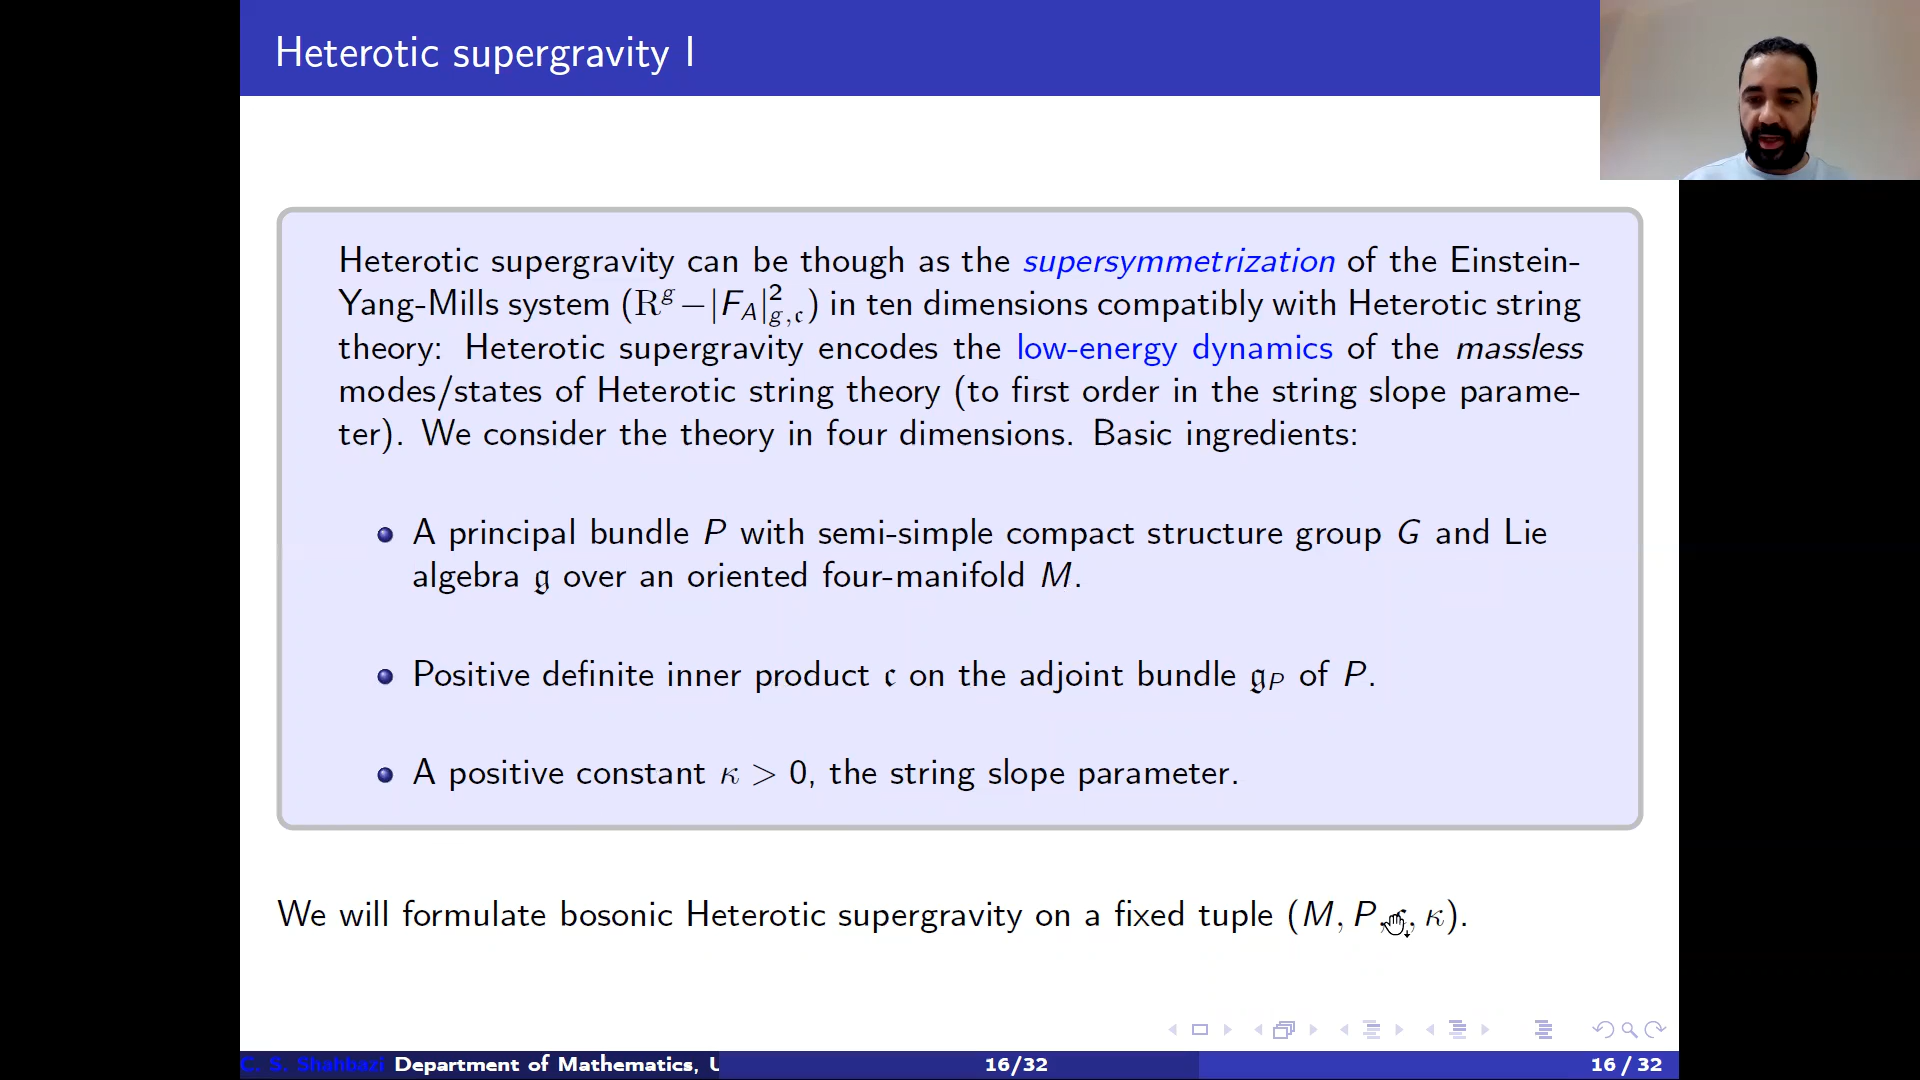 Heterotic supergravity I
Heterotic supergravity can be though as the supersymmetrization of the Einstein-
Yang-Mills system (R^g − |F_A|^2_{g,𝔠}) in ten dimensions compatibly with Heterotic string
theory: Heterotic supergravity encodes the low-energy dynamics of the massless
modes/states of Heterotic string theory (to first order in the string slope parame-
ter). We consider the theory in four dimensions. Basic ingredients:
A principal bundle P with semi-simple compact structure group G and Lie
algebra 𝔤 over an oriented four-manifold M.
Positive definite inner product 𝔠 on the adjoint bundle 𝔤_P of P.
A positive constant κ > 0, the string slope parameter.
We will formulate bosonic Heterotic supergravity on a fixed tuple (M, P, 𝔠, κ).
C. S. Shahbazi Department of Mathematics, U 16/32 16 / 32